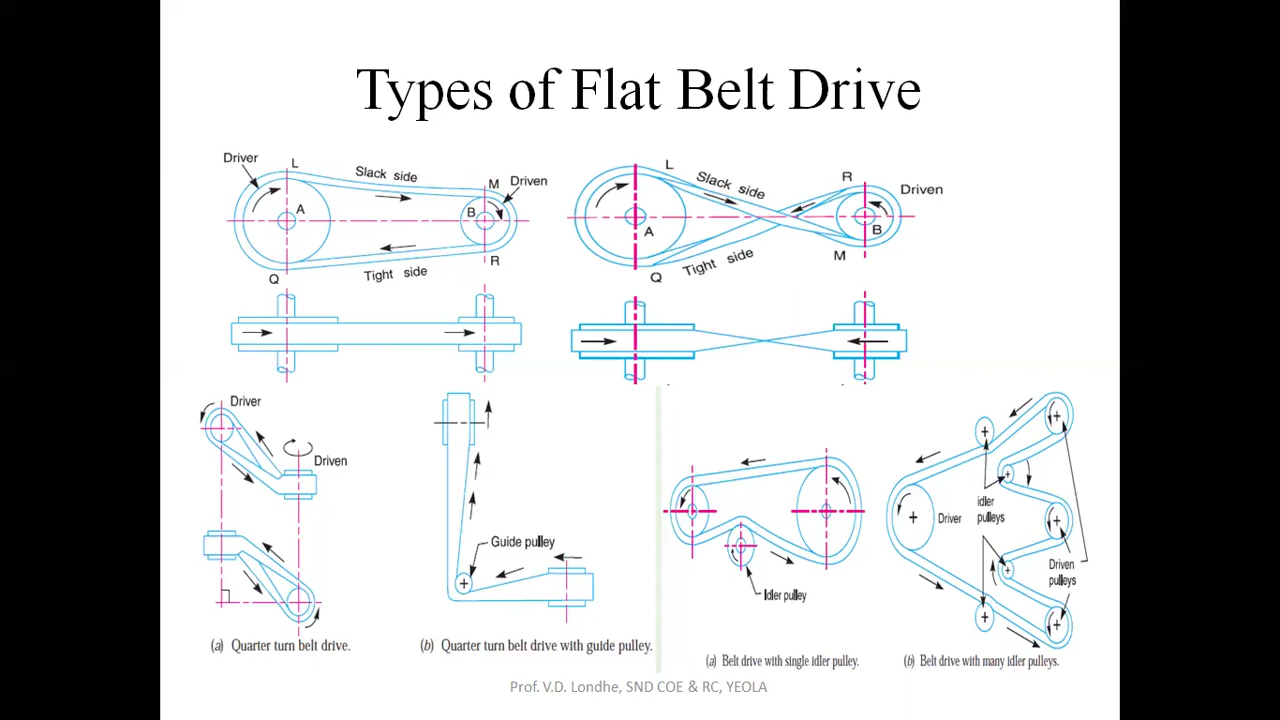 Types of Flat Belt Drive
Driver
L
Slack side
M
Driven
A
B
Q
Tight side
R
L
Slack side
R
Driven
A
B
M
Q
Tight side
Driver
Driven
(a) Quarter turn belt drive.
Guide pulley
(b) Quarter turn belt drive with guide pulley.
Idler pulley
(a) Belt drive with single idler pulley.
idler
pulleys
Driver
Driven
pulleys
(b) Belt drive with many idler pulleys.
Prof. V.D. Londhe, SND COE & RC, YEOLA